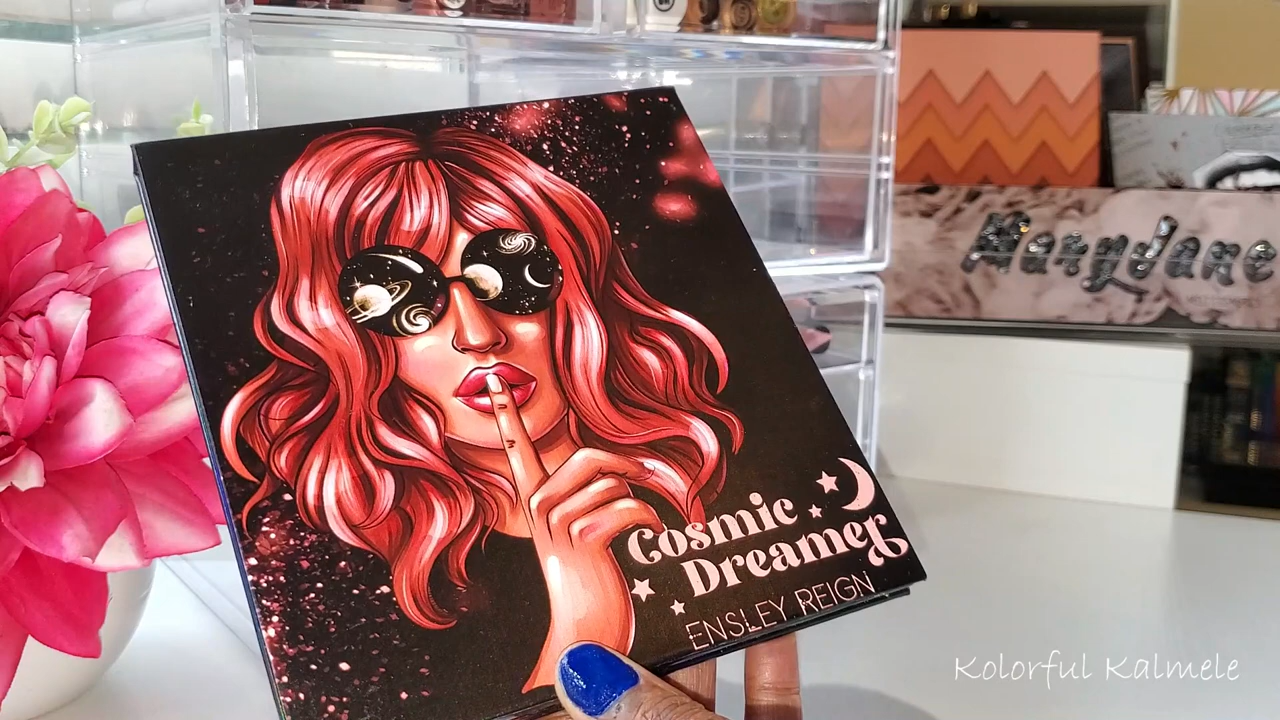 Cosmic
Dreamer
ENSLEY REIGN
MaryJane
Kolorful Kalmele